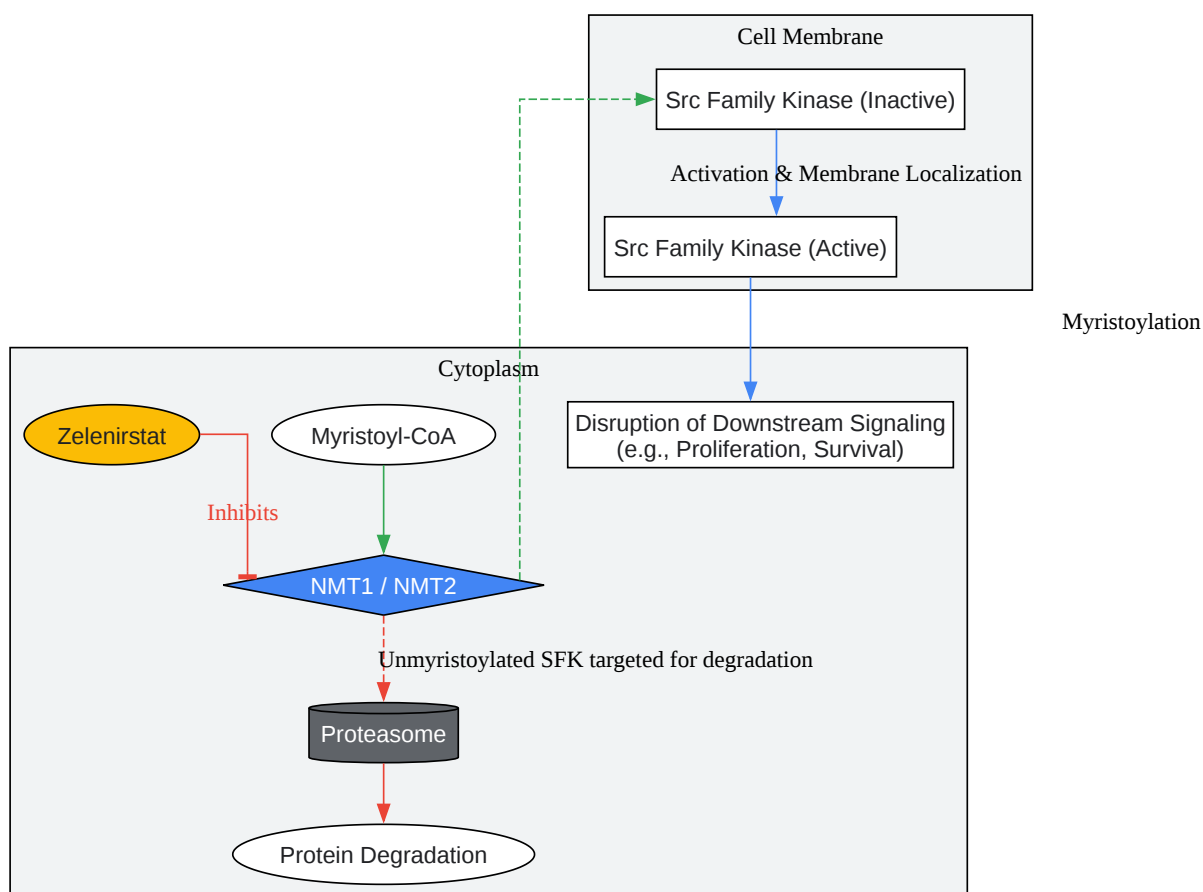 Cell Membrane
Src Family Kinase (Inactive)
Activation & Membrane Localization
Src Family Kinase (Active)
Myristoylation
Cytoplasm
Zelenirstat
Myristoyl-CoA
Disruption of Downstream Signaling
(e.g., Proliferation, Survival)
Inhibits
NMT1 / NMT2
Unmyristoylated SFK targeted for degradation
Proteasome
Protein Degradation